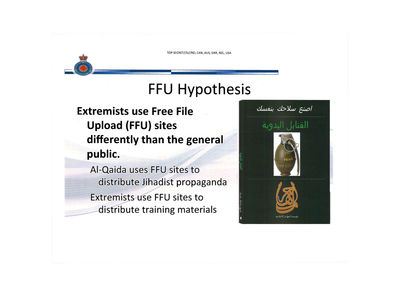 TOP SECRET//SI//REL CAN, AUS, GBR, NZL, USA
FFU Hypothesis
Extremists use Free File
Upload (FFU) sites
differently than the general
public.
Al-Qaida uses FFU sites to
distribute Jihadist propaganda
Extremists use FFU sites to
distribute training materials
اصنع سلاحك بنفسك
القنابل اليدوية